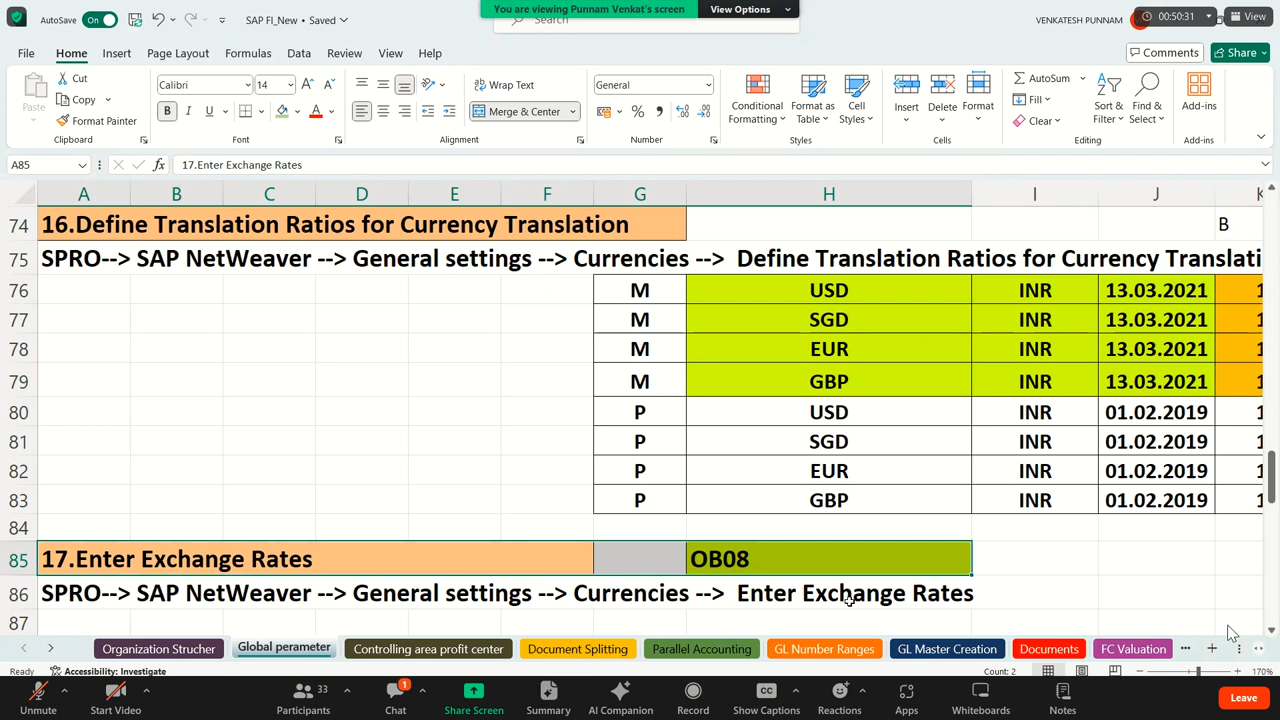 You are viewing Punnam Venkat's screen
View Options
SAP FI_New • Saved
VENKATESH PUNNAM
00:50:31
View
File Home Insert Page Layout Formulas Data Review View Help
Comments
Share
Paste
Cut
Copy
Format Painter
Clipboard
Calibri
14
Font
Wrap Text
Merge & Center
Alignment
General
Number
Conditional Formatting
Format as Table
Cell Styles
Styles
Insert
Delete
Format
Cells
AutoSum
Fill
Clear
Sort & Filter
Find & Select
Editing
Add-ins
Add-ins
A85
17.Enter Exchange Rates
A B C D E F G H I J K
74 16.Define Translation Ratios for Currency Translation B
75 SPRO--> SAP NetWeaver --> General settings --> Currencies --> Define Translation Ratios for Currency Translati
76 M USD INR 13.03.2021 1
77 M SGD INR 13.03.2021 1
78 M EUR INR 13.03.2021 1
79 M GBP INR 13.03.2021 1
80 P USD INR 01.02.2019 1
81 P SGD INR 01.02.2019 1
82 P EUR INR 01.02.2019 1
83 P GBP INR 01.02.2019 1
84
85 17.Enter Exchange Rates OB08
86 SPRO--> SAP NetWeaver --> General settings --> Currencies --> Enter Exchange Rates
87
Organization Strucher Global perameter Controlling area profit center Document Splitting Parallel Accounting GL Number Ranges GL Master Creation Documents FC Valuation
Ready Accessibility: Investigate Count: 2 170%
Unmute Start Video Participants 33 Chat 1 Share Screen Summary AI Companion Record Show Captions Reactions Apps Whiteboards Notes Leave